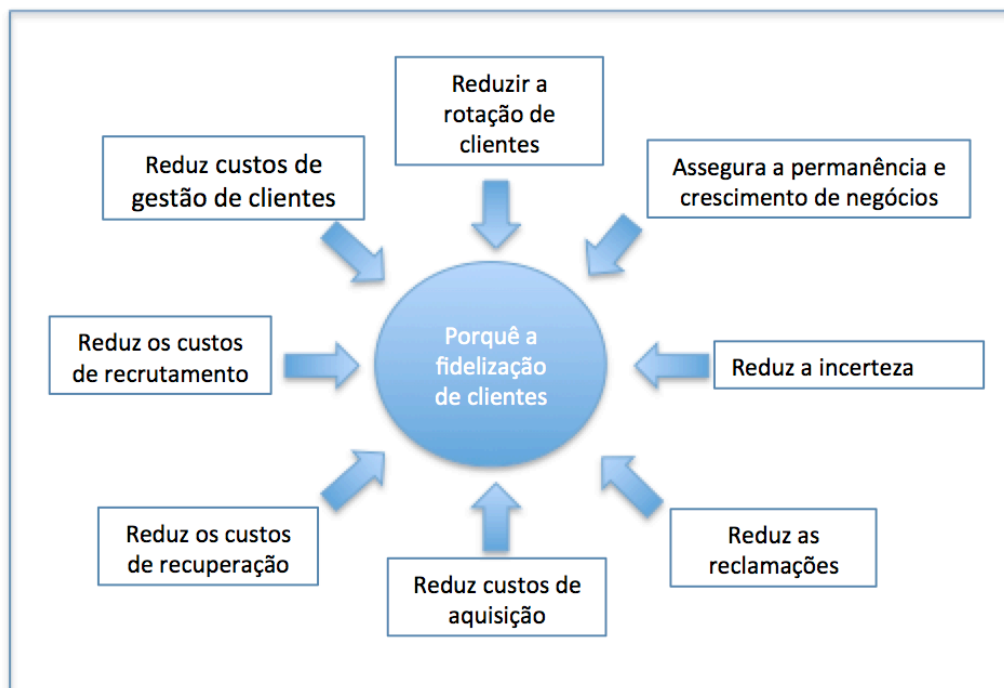 Reduzir a
rotação de
clientes
Reduz custos de
gestão de clientes
Assegura a permanência e
crescimento de negócios
Porquê a
fidelização
de clientes
Reduz os custos
de recrutamento
Reduz a incerteza
Reduz os custos
de recuperação
Reduz custos de
aquisição
Reduz as
reclamações